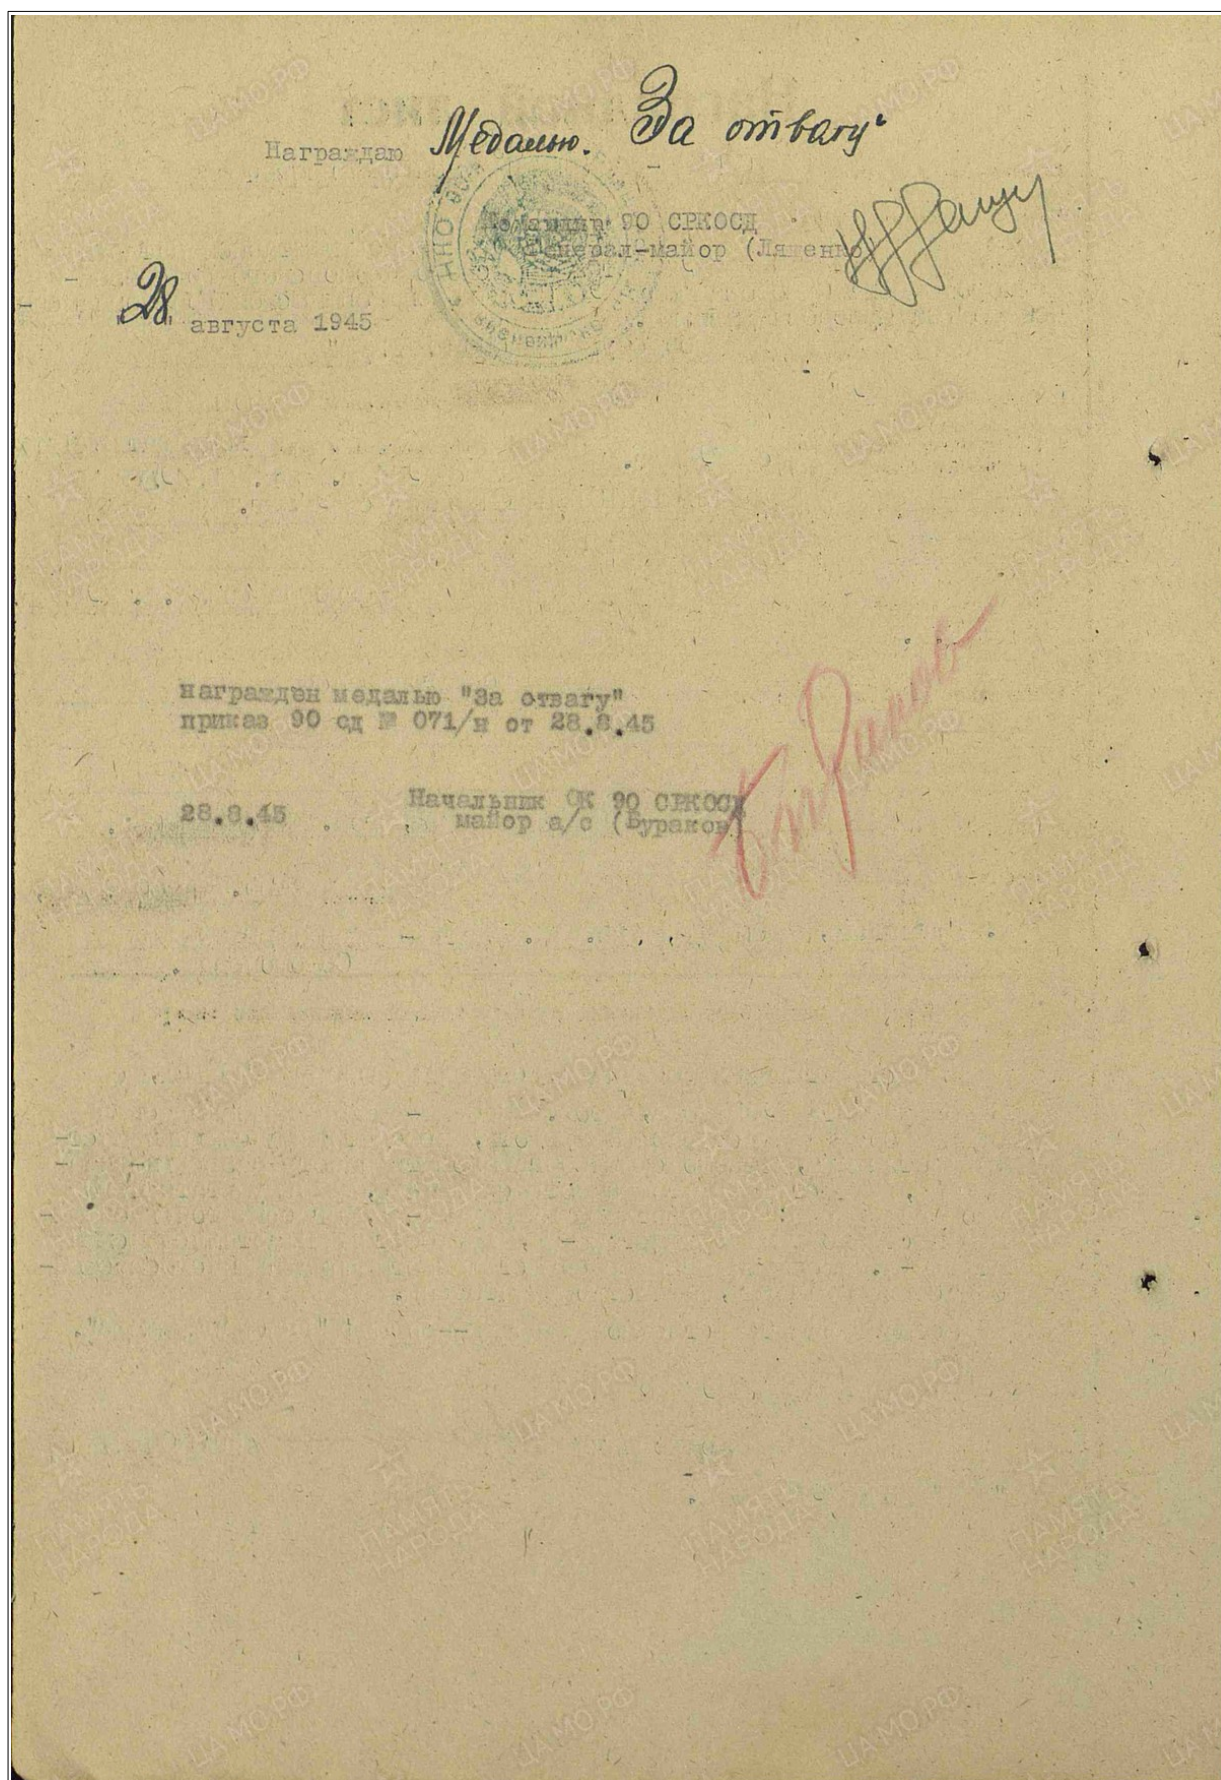 Награждаю Медалью. За отвагу"
Командир 90 СРКОСД
Генерал-майор (Лященко)
"28" августа 1945
награжден медалью "За отвагу"
приказ 90 сд № 071/н от 28.8.45
28.8.45
Начальник ОК 90 СРКОСД
майор а/с (Бураков)